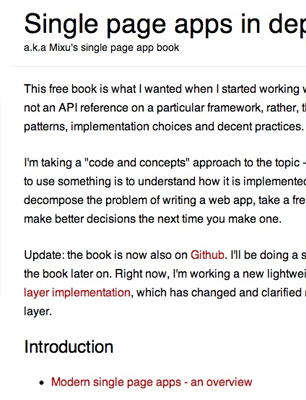 Single page apps in dep
a.k.a Mixu's single page app book
This free book is what I wanted when I started working
not an API reference on a particular framework, rather,
patterns, implementation choices and decent practices.
I'm taking a "code and concepts" approach to the topic -
to use something is to understand how it is implemented
decompose the problem of writing a web app, take a fre
make better decisions the next time you make one.
Update: the book is now also on Github. I'll be doing a s
the book later on. Right now, I'm working a new lightwei
layer implementation, which has changed and clarified
layer.
Introduction
• Modern single page apps - an overview